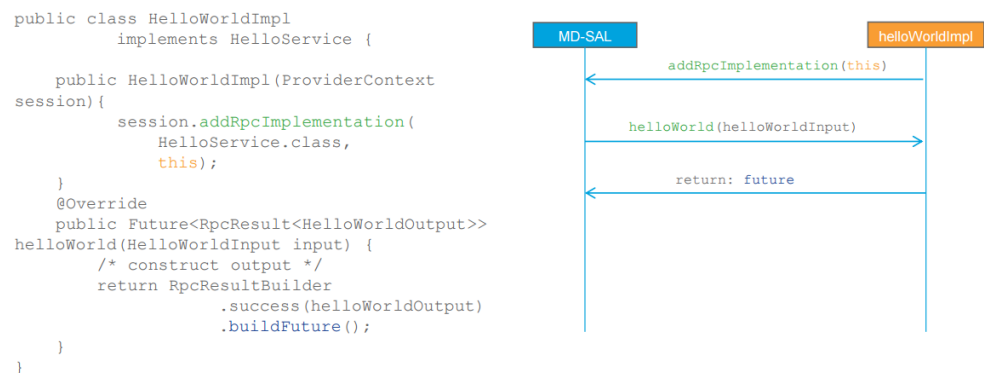 public class HelloWorldImpl
implements HelloService {
public HelloWorldImpl(ProviderContext
session){
session.addRpcImplementation(
HelloService.class,
this);
}
@Override
public Future<RpcResult<HelloWorldOutput>>
helloWorld(HelloWorldInput input) {
/* construct output */
return RpcResultBuilder
.success(helloWorldOutput)
.buildFuture();
}
}
MD-SAL
helloWorldImpl
addRpcImplementation(this)
helloWorld(helloWorldInput)
return: future